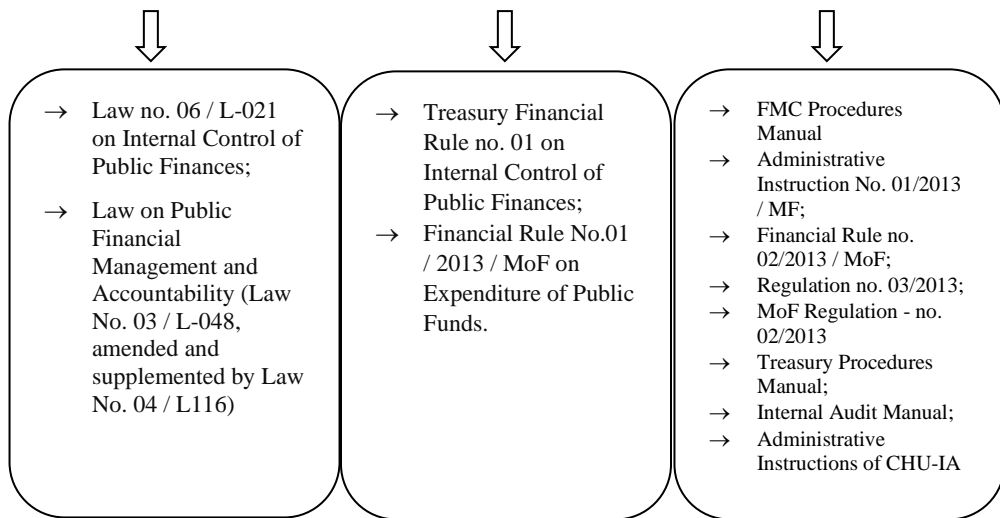 → Law no. 06 / L-021
on Internal Control of
Public Finances;
→ Law on Public
Financial
Management and
Accountability (Law
No. 03 / L-048,
amended and
supplemented by Law
No. 04 / L116)
→ Treasury Financial
Rule no. 01 on
Internal Control of
Public Finances;
→ Financial Rule No.01
/ 2013 / MoF on
Expenditure of Public
Funds.
→ FMC Procedures
Manual
→ Administrative
Instruction No. 01/2013
/ MF;
→ Financial Rule no.
02/2013 / MoF;
→ Regulation no. 03/2013;
→ MoF Regulation - no.
02/2013
→ Treasury Procedures
Manual;
→ Internal Audit Manual;
→ Administrative
Instructions of CHU-IA